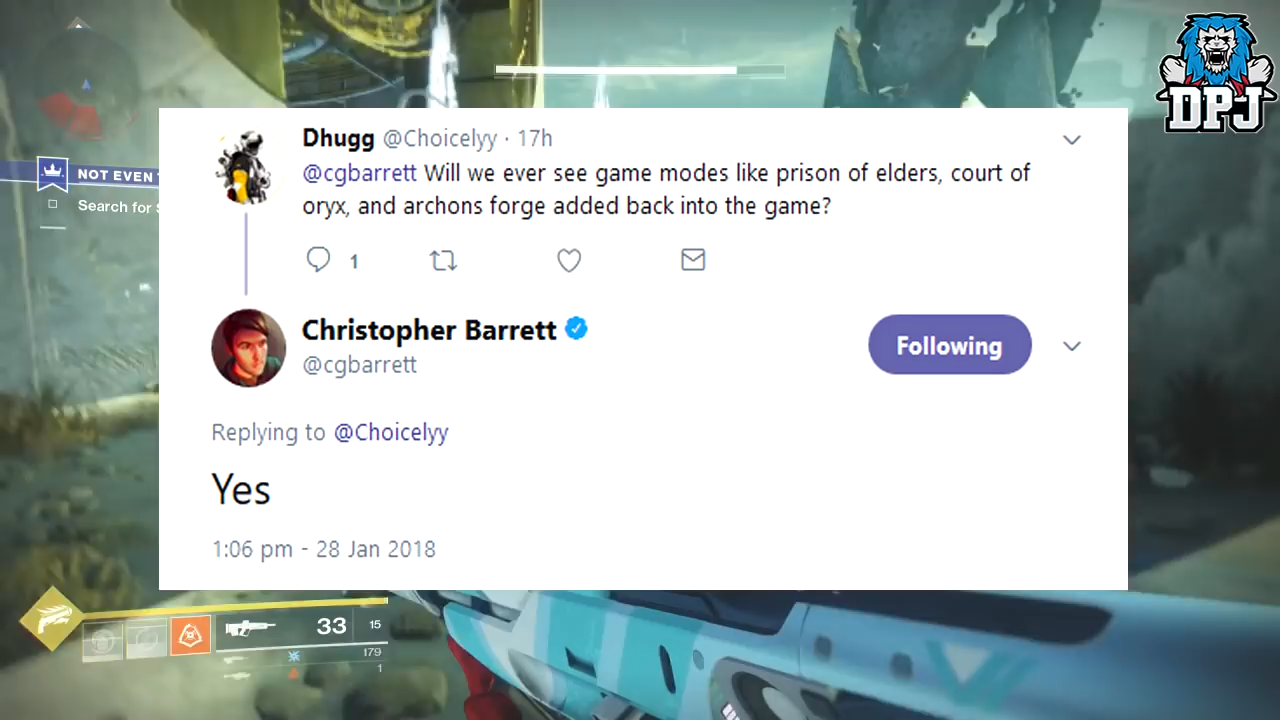 DPJ
NOT EVEN
Search for
Dhugg @Choicelyy · 17h
@cgbarrett Will we ever see game modes like prison of elders, court of
oryx, and archons forge added back into the game?
1
Christopher Barrett
@cgbarrett
Following
Replying to @Choicelyy
Yes
1:06 pm - 28 Jan 2018
33 15
179
1